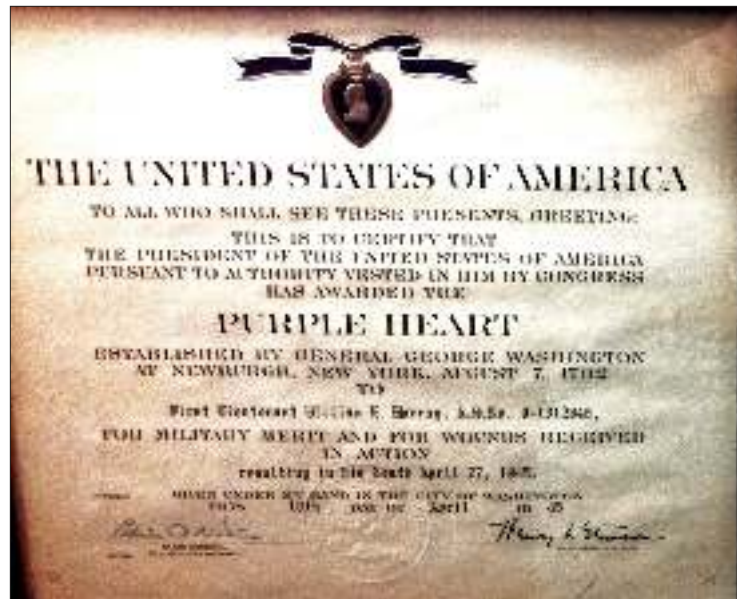 THE UNITED STATES OF AMERICA
TO ALL WHO SHALL SEE THESE PRESENTS, GREETING:
THIS IS TO CERTIFY THAT
THE PRESIDENT OF THE UNITED STATES OF AMERICA
PURSUANT TO AUTHORITY VESTED IN HIM BY CONGRESS
HAS AWARDED THE
PURPLE HEART
ESTABLISHED BY GENERAL GEORGE WASHINGTON
AT NEWBURGH, NEW YORK, AUGUST 7, 1782
TO
First Lieutenant William
FOR MILITARY MERIT AND FOR WOUNDS RECEIVED
IN ACTION
resulting in his death April 27,
GIVEN UNDER MY HAND IN THE CITY OF WASHINGTON
THIS DAY OF April
Henry L Stimson